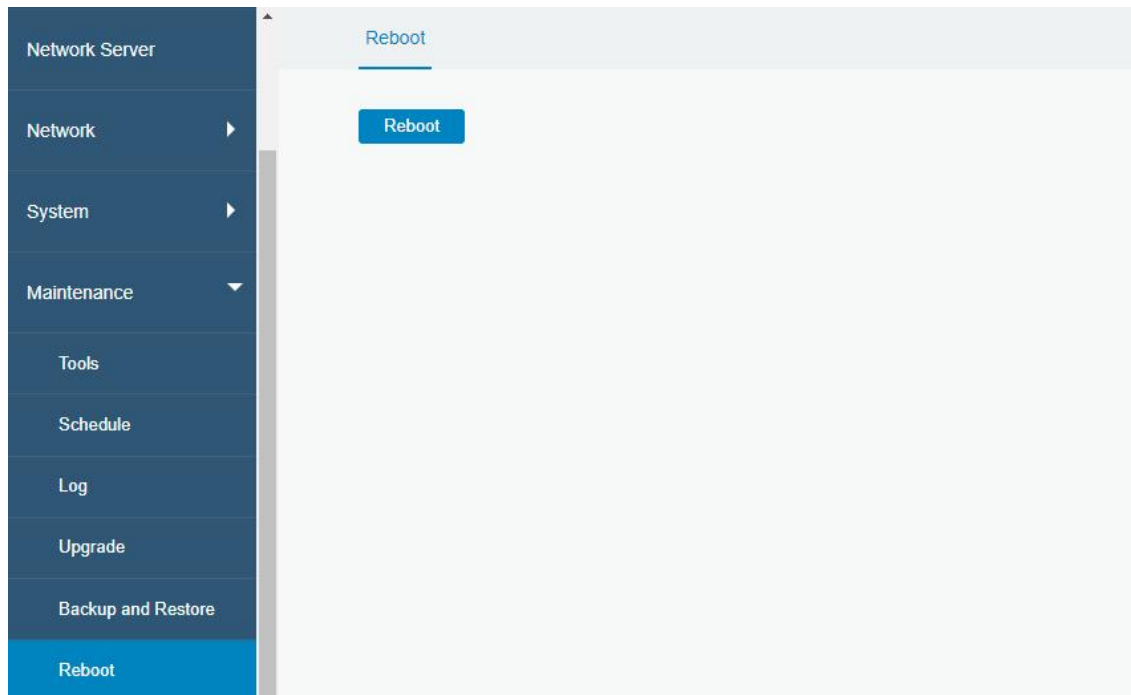 Network Server
Network
System
Maintenance
Tools
Schedule
Log
Upgrade
Backup and Restore
Reboot
Reboot
Reboot